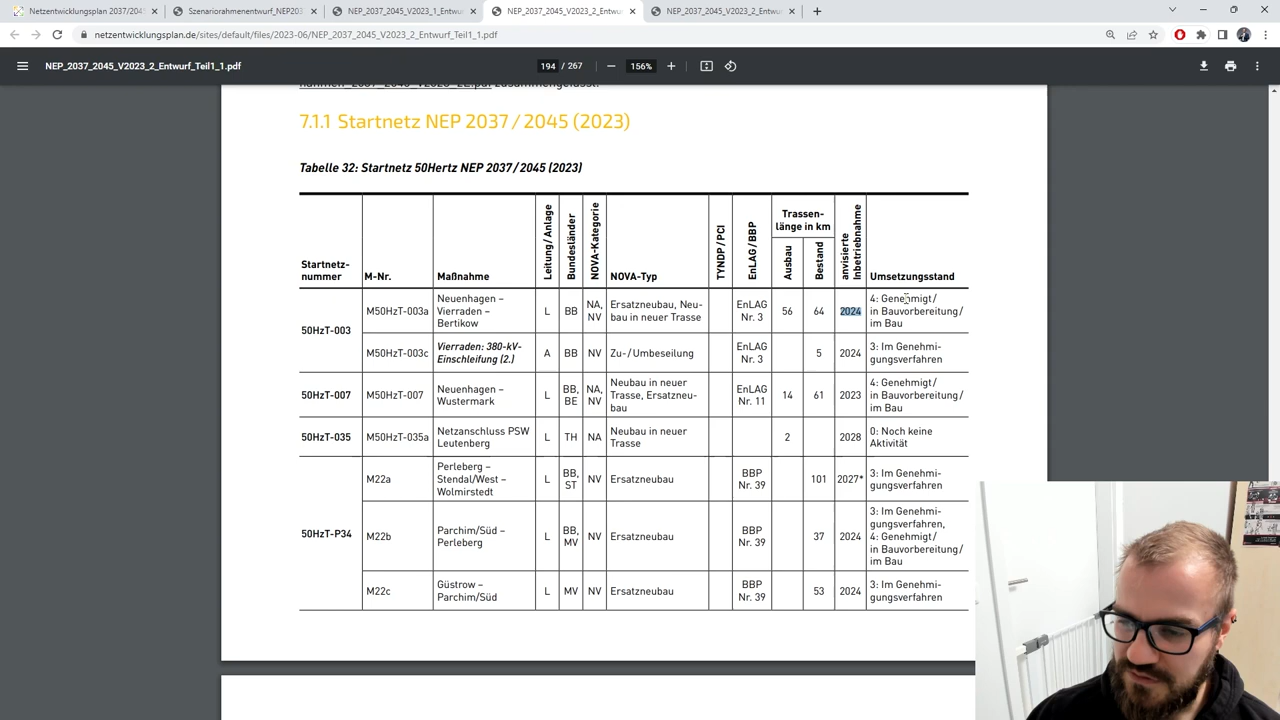 Netzentwicklungsplan 2037/2045
Szenariorahmenentwurf_NEP203
NEP_2037_2045_V2023_1_Entwurf
NEP_2037_2045_V2023_2_Entwurf
NEP_2037_2045_V2023_2_Entwurf
netzentwicklungsplan.de/sites/default/files/2023-06/NEP_2037_2045_V2023_2_Entwurf_Teil1_1.pdf
NEP_2037_2045_V2023_2_Entwurf_Teil1_1.pdf
194 / 267
156%
nahmen_2037_2045_V2023_2E.pdf zusammengefasst.
7.1.1 Startnetz NEP 2037 / 2045 (2023)
Tabelle 32: Startnetz 50Hertz NEP 2037 / 2045 (2023)
Startnetz-
nummer
M-Nr.
Maßnahme
Leitung / Anlage
Bundesländer
NOVA-Kategorie
NOVA-Typ
TYNDP / PCI
EnLAG / BBP
Trassen-
länge in km
Ausbau
Bestand
anvisierte
Inbetriebnahme
Umsetzungsstand
50HzT-003
M50HzT-003a
Neuenhagen –
Vierraden –
Bertikow
L
BB
NA,
NV
Ersatzneubau, Neu-
bau in neuer Trasse
EnLAG
Nr. 3
56
64
2024
4: Genehmigt /
in Bauvorbereitung /
im Bau
M50HzT-003c
Vierraden: 380-kV-
Einschleifung (2.)
A
BB
NV
Zu- / Umbeseilung
EnLAG
Nr. 3
5
2024
3: Im Genehmi-
gungsverfahren
50HzT-007
M50HzT-007
Neuenhagen –
Wustermark
L
BB,
BE
NA,
NV
Neubau in neuer
Trasse, Ersatzneu-
bau
EnLAG
Nr. 11
14
61
2023
4: Genehmigt /
in Bauvorbereitung /
im Bau
50HzT-035
M50HzT-035a
Netzanschluss PSW
Leutenberg
L
TH
NA
Neubau in neuer
Trasse
2
2028
0: Noch keine
Aktivität
50HzT-P34
M22a
Perleberg –
Stendal/West –
Wolmirstedt
L
BB,
ST
NV
Ersatzneubau
BBP
Nr. 39
101
2027*
3: Im Genehmi-
gungsverfahren
M22b
Parchim/Süd –
Perleberg
L
BB,
MV
NV
Ersatzneubau
BBP
Nr. 39
37
2024
3: Im Genehmi-
gungsverfahren,
4: Genehmigt /
in Bauvorbereitung /
im Bau
M22c
Güstrow –
Parchim/Süd
L
MV
NV
Ersatzneubau
BBP
Nr. 39
53
2024
3: Im Genehmi-
gungsverfahren